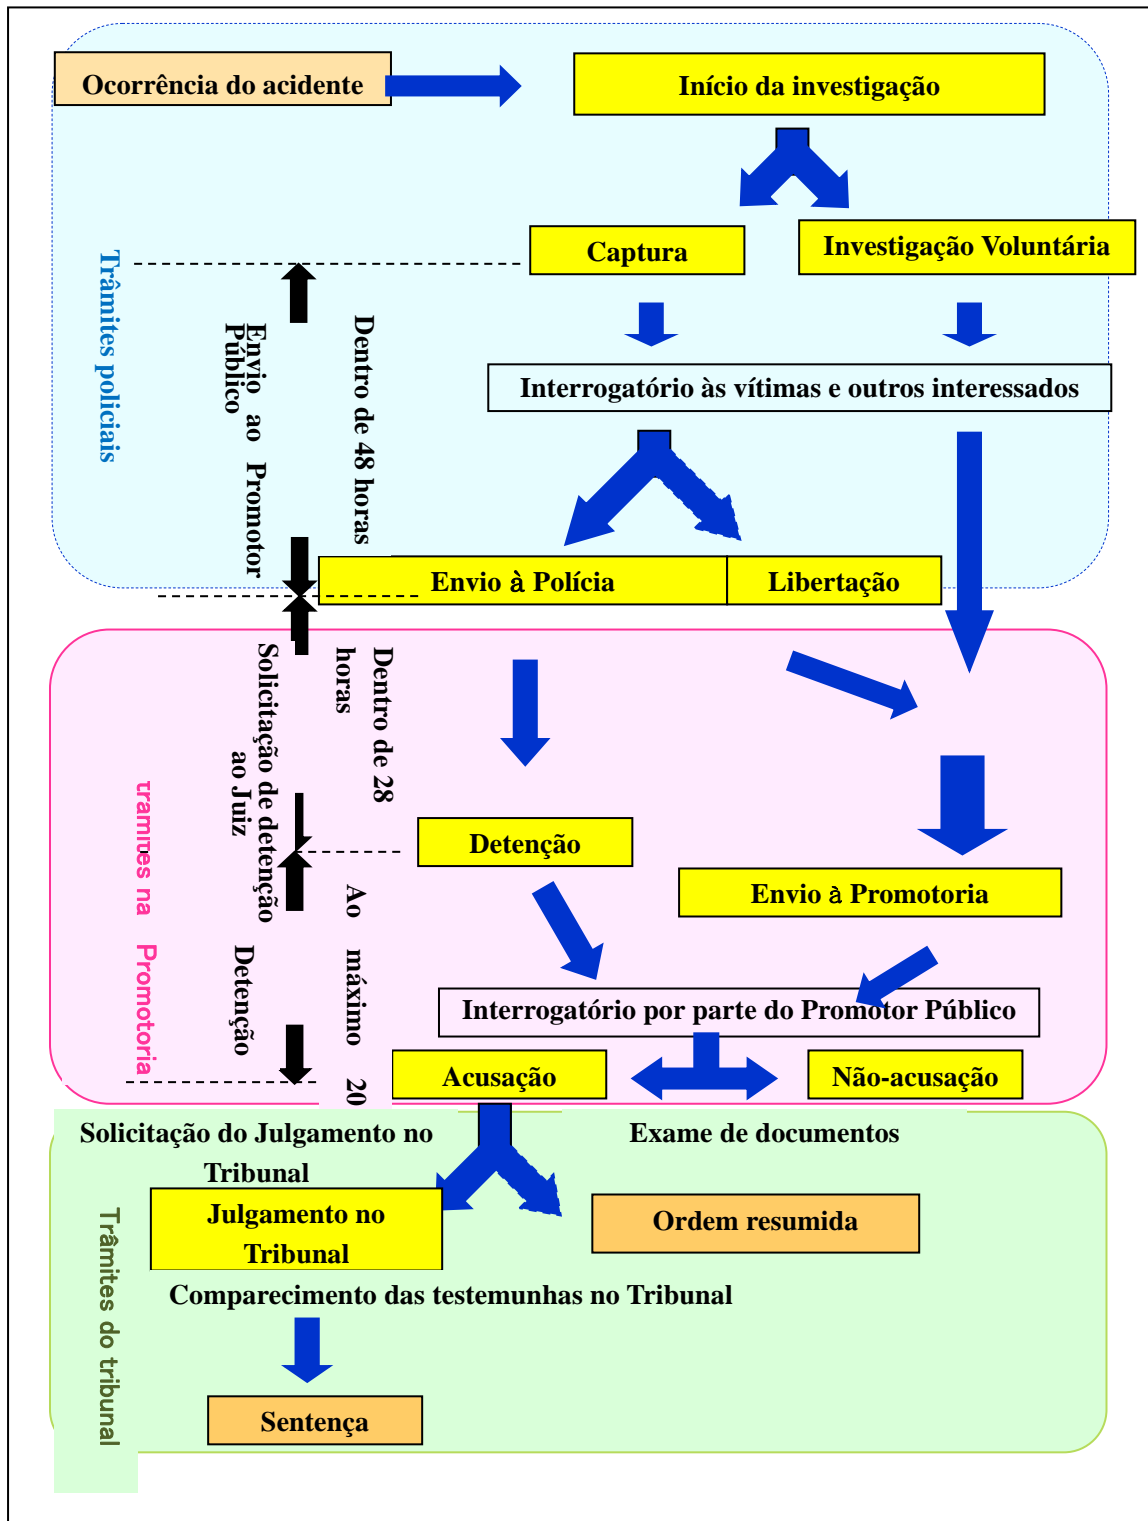 Ocorrência do acidente
Início da investigação
Captura
Investigação Voluntária
Trâmites policiais
Envio ao Promotor
Público
Dentro de 48 horas
Interrogatório às vítimas e outros interessados
Envio à Polícia
Libertação
Trâmites na Promotoria
Solicitação de detenção
ao Juiz
Dentro de 28
horas
Detenção
Envio à Promotoria
Detenção
Ao máximo 20
Interrogatório por parte do Promotor Público
Acusação
Não-acusação
Solicitação do Julgamento no
Tribunal
Exame de documentos
Trâmites do tribunal
Julgamento no
Tribunal
Ordem resumida
Comparecimento das testemunhas no Tribunal
Sentença